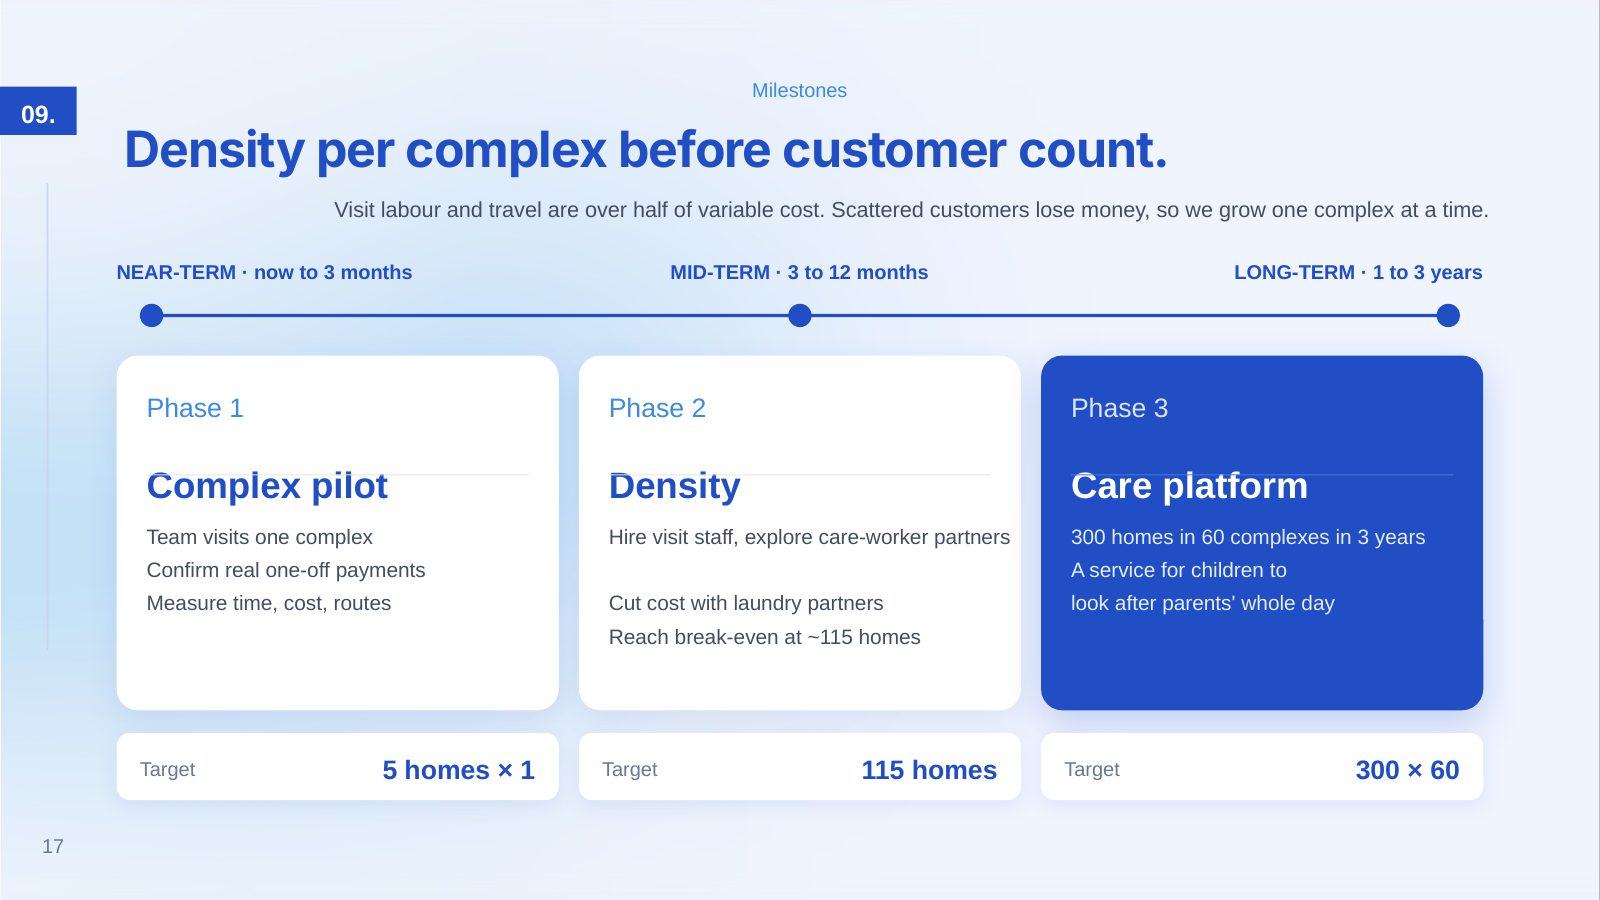 Milestones
09.
Density per complex before customer count.
Visit labour and travel are over half of variable cost. Scattered customers lose money, so we grow one complex at a time.
NEAR-TERM · now to 3 months
MID-TERM · 3 to 12 months
LONG-TERM · 1 to 3 years
Phase 1
Complex pilot
Team visits one complex
Confirm real one-off payments
Measure time, cost, routes
Target
5 homes × 1
Phase 2
Density
Hire visit staff, explore care-worker partners
Cut cost with laundry partners
Reach break-even at ~115 homes
Target
115 homes
Phase 3
Care platform
300 homes in 60 complexes in 3 years
A service for children to
look after parents' whole day
Target
300 × 60
17